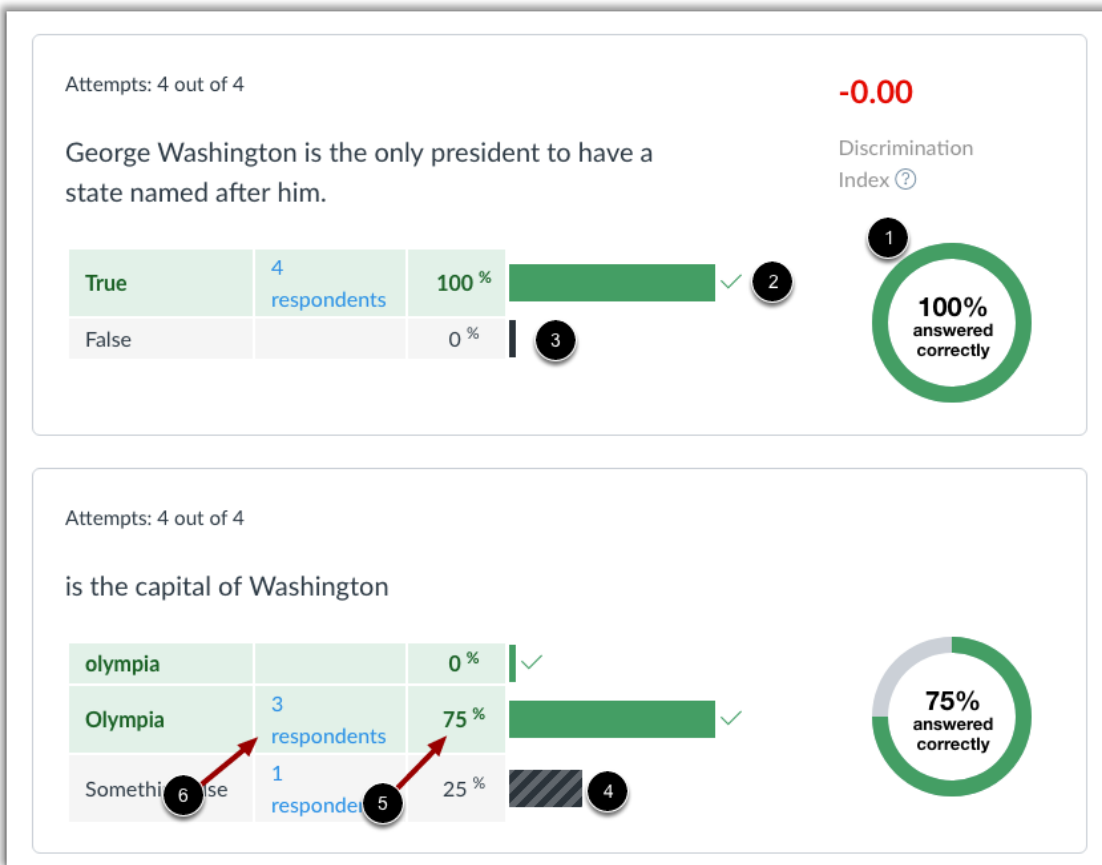 Attempts: 4 out of 4
-0.00
George Washington is the only president to have a
state named after him.
Discrimination
Index ?
1
True
4
respondents
100 %
2
False
0 %
3
100%
answered
correctly
Attempts: 4 out of 4
is the capital of Washington
olympia
0 %
Olympia
3
respondents
75 %
75%
answered
correctly
Somethi se
1
responde
25 %
4
5
6